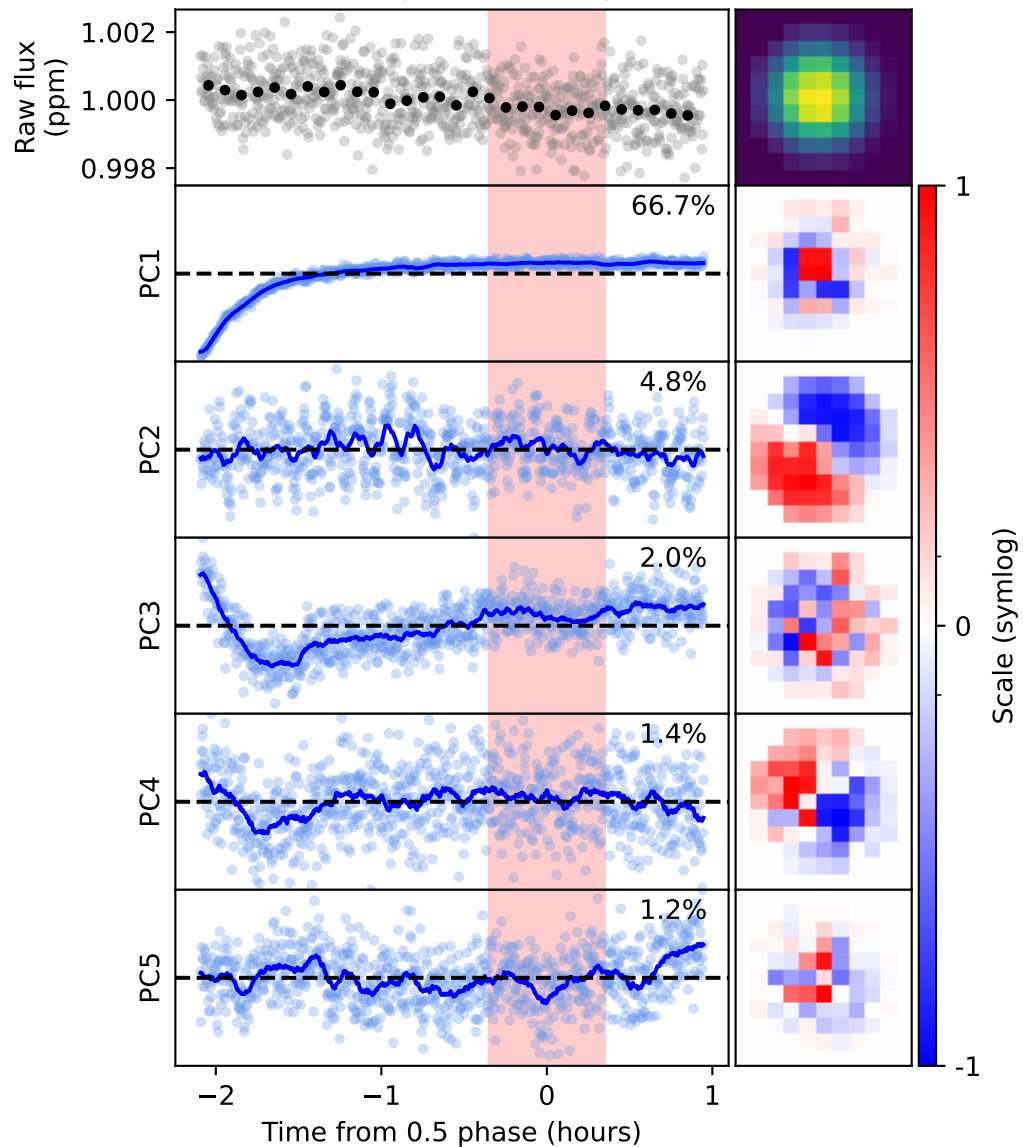 Raw flux
(ppm)
1.002
1.000
0.998
PC1
66.7%
1
PC2
4.8%
PC3
2.0%
0
Scale (symlog)
PC4
1.4%
PC5
1.2%
-1
−2
−1
0
1
Time from 0.5 phase (hours)